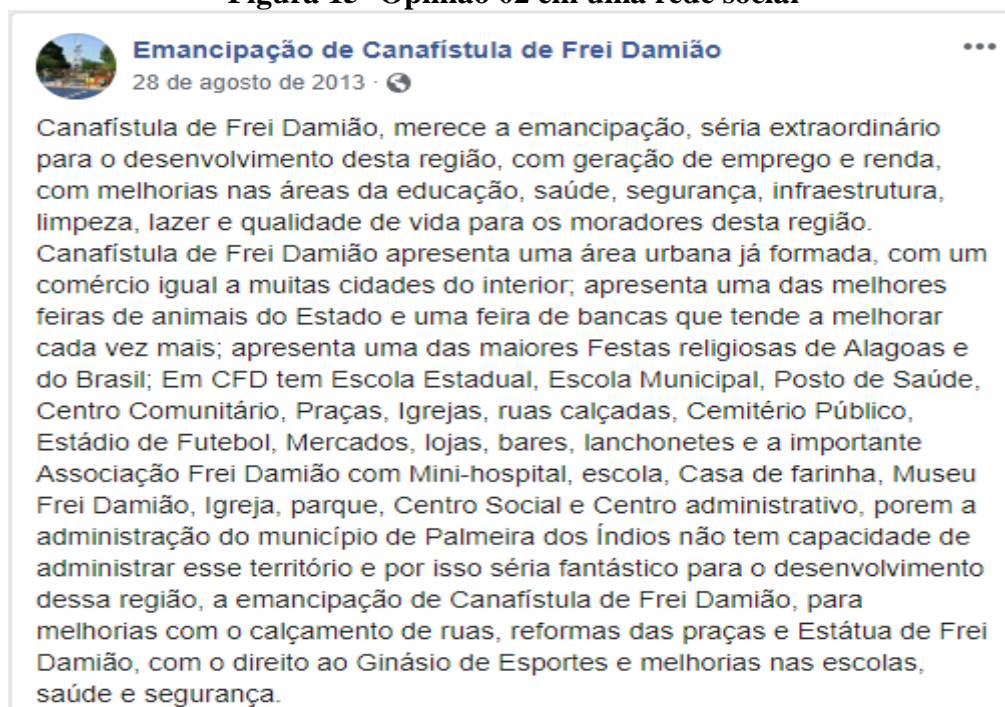 Figura 15- Opinião 02 em uma rede social
Emancipação de Canafístula de Frei Damião
28 de agosto de 2013 ·
Canafístula de Frei Damião, merece a emancipação, séria extraordinário
para o desenvolvimento desta região, com geração de emprego e renda,
com melhorias nas áreas da educação, saúde, segurança, infraestrutura,
limpeza, lazer e qualidade de vida para os moradores desta região.
Canafístula de Frei Damião apresenta uma área urbana já formada, com um
comércio igual a muitas cidades do interior; apresenta uma das melhores
feiras de animais do Estado e uma feira de bancas que tende a melhorar
cada vez mais; apresenta uma das maiores Festas religiosas de Alagoas e
do Brasil; Em CFD tem Escola Estadual, Escola Municipal, Posto de Saúde,
Centro Comunitário, Praças, Igrejas, ruas calçadas, Cemitério Público,
Estádio de Futebol, Mercados, lojas, bares, lanchonetes e a importante
Associação Frei Damião com Mini-hospital, escola, Casa de farinha, Museu
Frei Damião, Igreja, parque, Centro Social e Centro administrativo, porem a
administração do município de Palmeira dos Índios não tem capacidade de
administrar esse território e por isso séria fantástico para o desenvolvimento
dessa região, a emancipação de Canafístula de Frei Damião, para
melhorias com o calçamento de ruas, reformas das praças e Estátua de Frei
Damião, com o direito ao Ginásio de Esportes e melhorias nas escolas,
saúde e segurança.